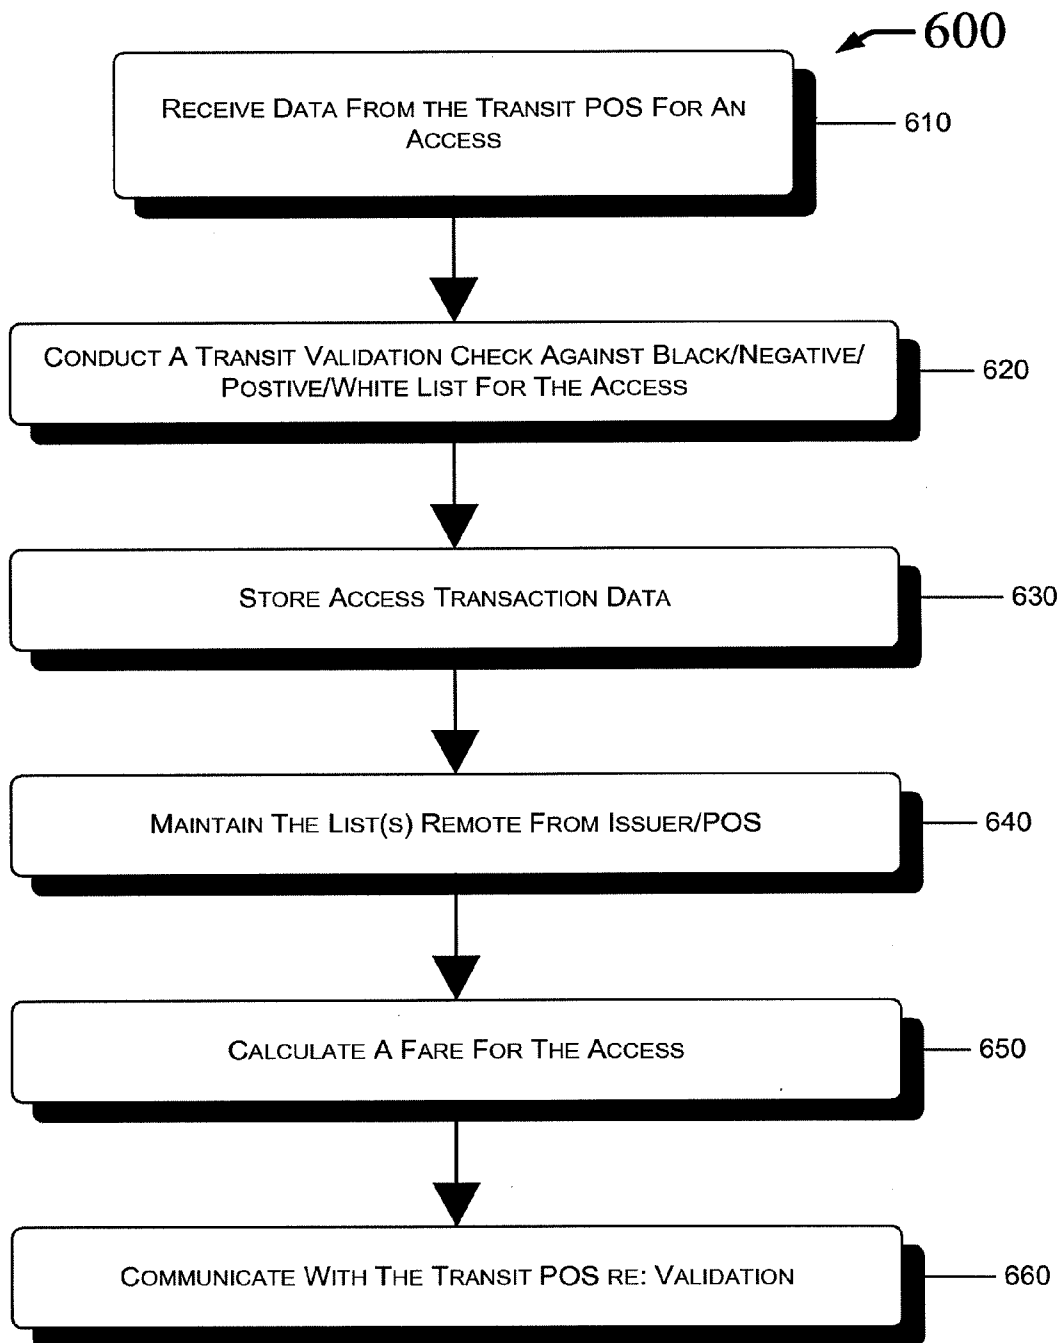 600
RECEIVE DATA FROM THE TRANSIT POS FOR AN
ACCESS
610
CONDUCT A TRANSIT VALIDATION CHECK AGAINST BLACK/NEGATIVE/
POSTIVE/WHITE LIST FOR THE ACCESS
620
STORE ACCESS TRANSACTION DATA
630
MAINTAIN THE LIST(S) REMOTE FROM ISSUER/POS
640
CALCULATE A FARE FOR THE ACCESS
650
COMMUNICATE WITH THE TRANSIT POS RE: VALIDATION
660